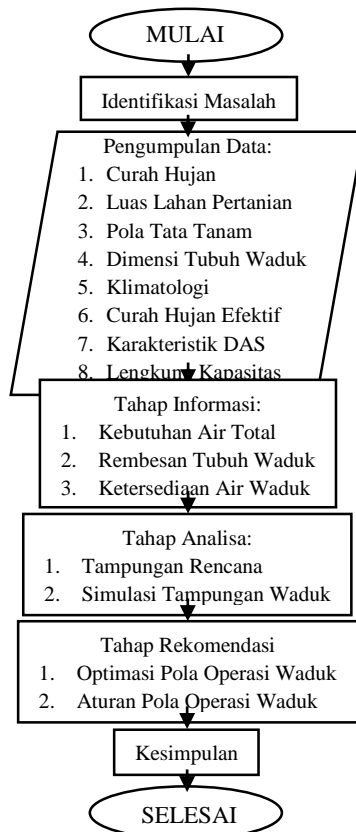 MULAI
Identifikasi Masalah
Pengumpulan Data:
1. Curah Hujan
2. Luas Lahan Pertanian
3. Pola Tata Tanam
4. Dimensi Tubuh Waduk
5. Klimatologi
6. Curah Hujan Efektif
7. Karakteristik DAS
8. Lengkung Kapasitas
Tahap Informasi:
1. Kebutuhan Air Total
2. Rembesan Tubuh Waduk
3. Ketersediaan Air Waduk
Tahap Analisa:
1. Tampungan Rencana
2. Simulasi Tampungan Waduk
Tahap Rekomendasi
1. Optimasi Pola Operasi Waduk
2. Aturan Pola Operasi Waduk
Kesimpulan
SELESAI